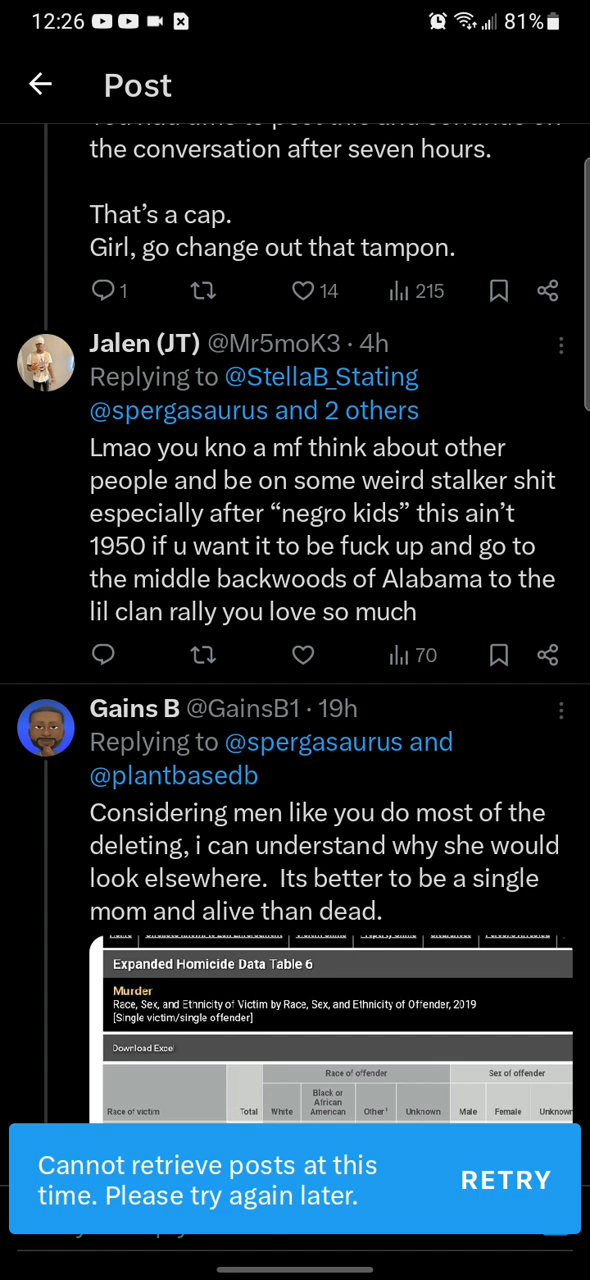 12:26
81%
Post
the conversation after seven hours.
That's a cap.
Girl, go change out that tampon.
1
14
215
Jalen (JT) @Mr5moK3 · 4h
Replying to @StellaB_Stating
@spergasaurus and 2 others
Lmao you kno a mf think about other
people and be on some weird stalker shit
especially after “negro kids” this ain’t
1950 if u want it to be fuck up and go to
the middle backwoods of Alabama to the
lil clan rally you love so much
70
Gains B @GainsB1 · 19h
Replying to @spergasaurus and
@plantbasedb
Considering men like you do most of the
deleting, i can understand why she would
look elsewhere.  Its better to be a single
mom and alive than dead.
Expanded Homicide Data Table 6
Murder
Race, Sex, and Ethnicity of Victim by Race, Sex, and Ethnicity of Offender, 2019
[Single victim/single offender]
Download Excel
Race of offender
Sex of offender
Race of victim
Total
White
Black or
African
American
Other¹
Unknown
Male
Female
Unknown
Cannot retrieve posts at this
time. Please try again later.
RETRY